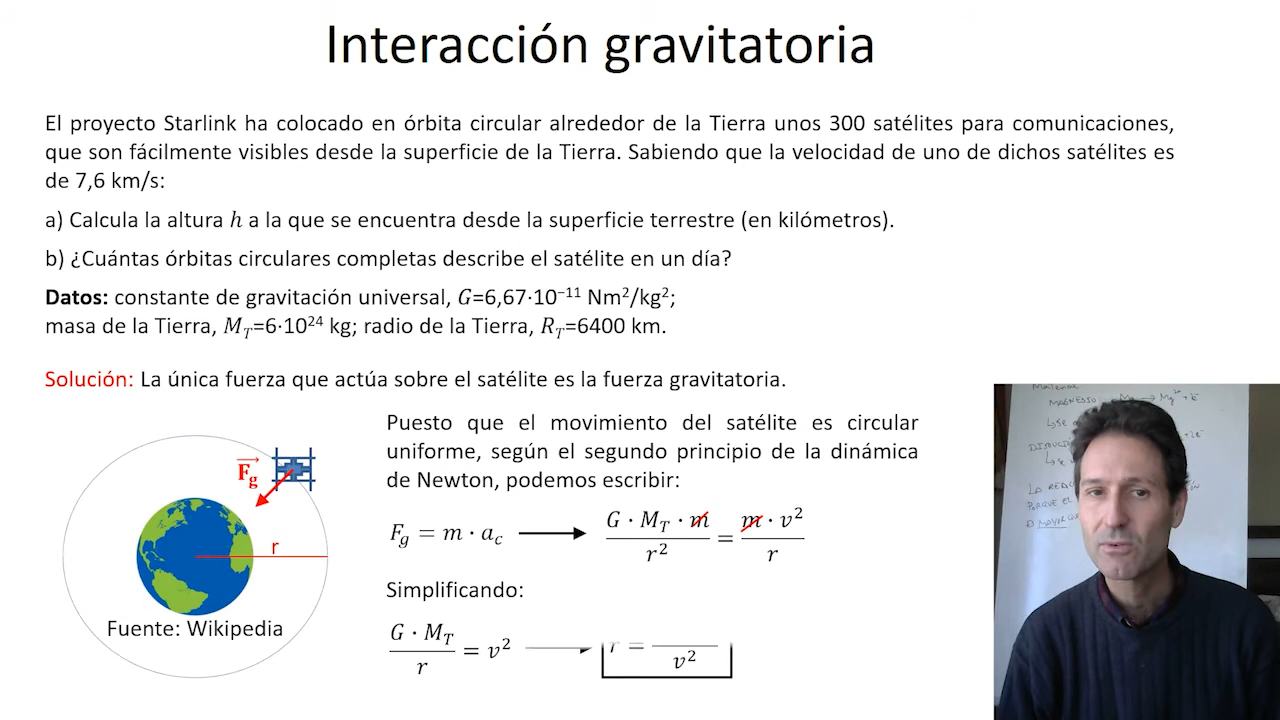 Interacción gravitatoria
El proyecto Starlink ha colocado en órbita circular alrededor de la Tierra unos 300 satélites para comunicaciones,
que son fácilmente visibles desde la superficie de la Tierra. Sabiendo que la velocidad de uno de dichos satélites es
de 7,6 km/s:
a) Calcula la altura h a la que se encuentra desde la superficie terrestre (en kilómetros).
b) ¿Cuántas órbitas circulares completas describe el satélite en un día?
Datos: constante de gravitación universal, G=6,67·10⁻¹¹ Nm²/kg²;
masa de la Tierra, M_T=6·10²⁴ kg; radio de la Tierra, R_T=6400 km.
Solución: La única fuerza que actúa sobre el satélite es la fuerza gravitatoria.
Puesto que el movimiento del satélite es circular
uniforme, según el segundo principio de la dinámica
de Newton, podemos escribir:
F_g = m · a_c → (G · M_T · m)/r² = (m · v²)/r
Simplificando:
(G · M_T)/r = v² → r = /v²
F_g
r
Fuente: Wikipedia
MAGNESIO